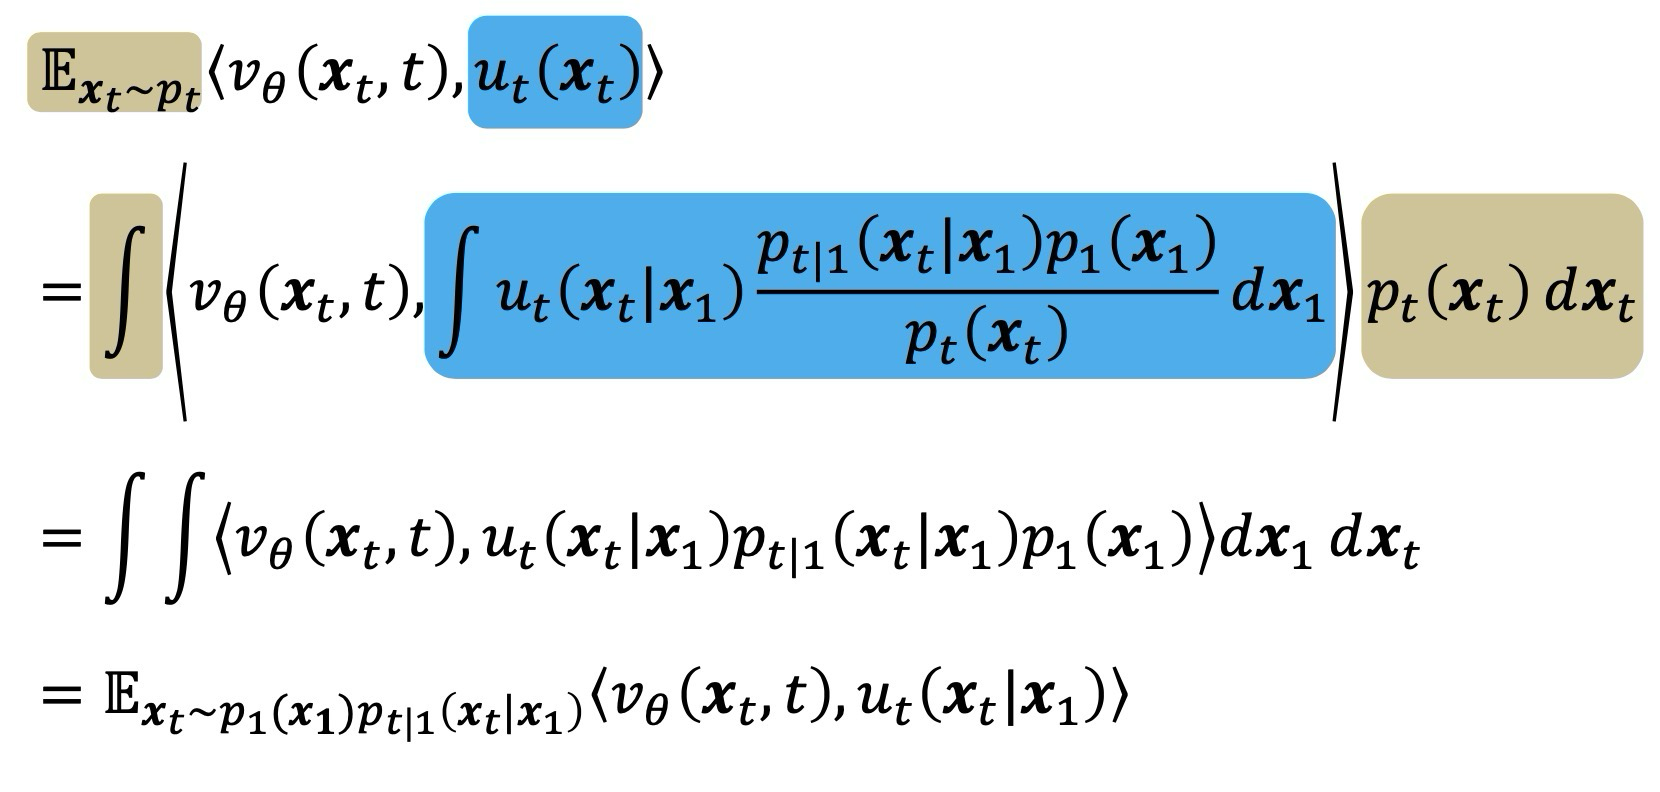 𝔼_{𝒙_t~p_t}⟨v_θ(𝒙_t, t), u_t(𝒙_t)⟩
= ∫⟨v_θ(𝒙_t, t), ∫ u_t(𝒙_t|𝒙_1) \frac{p_{t|1}(𝒙_t|𝒙_1)p_1(𝒙_1)}{p_t(𝒙_t)} d𝒙_1⟩ p_t(𝒙_t) d𝒙_t
= ∫∫⟨v_θ(𝒙_t, t), u_t(𝒙_t|𝒙_1)p_{t|1}(𝒙_t|𝒙_1)p_1(𝒙_1)⟩d𝒙_1 d𝒙_t
= 𝔼_{𝒙_t~p_1(𝒙_1)p_{t|1}(𝒙_t|𝒙_1)}⟨v_θ(𝒙_t, t), u_t(𝒙_t|𝒙_1)⟩